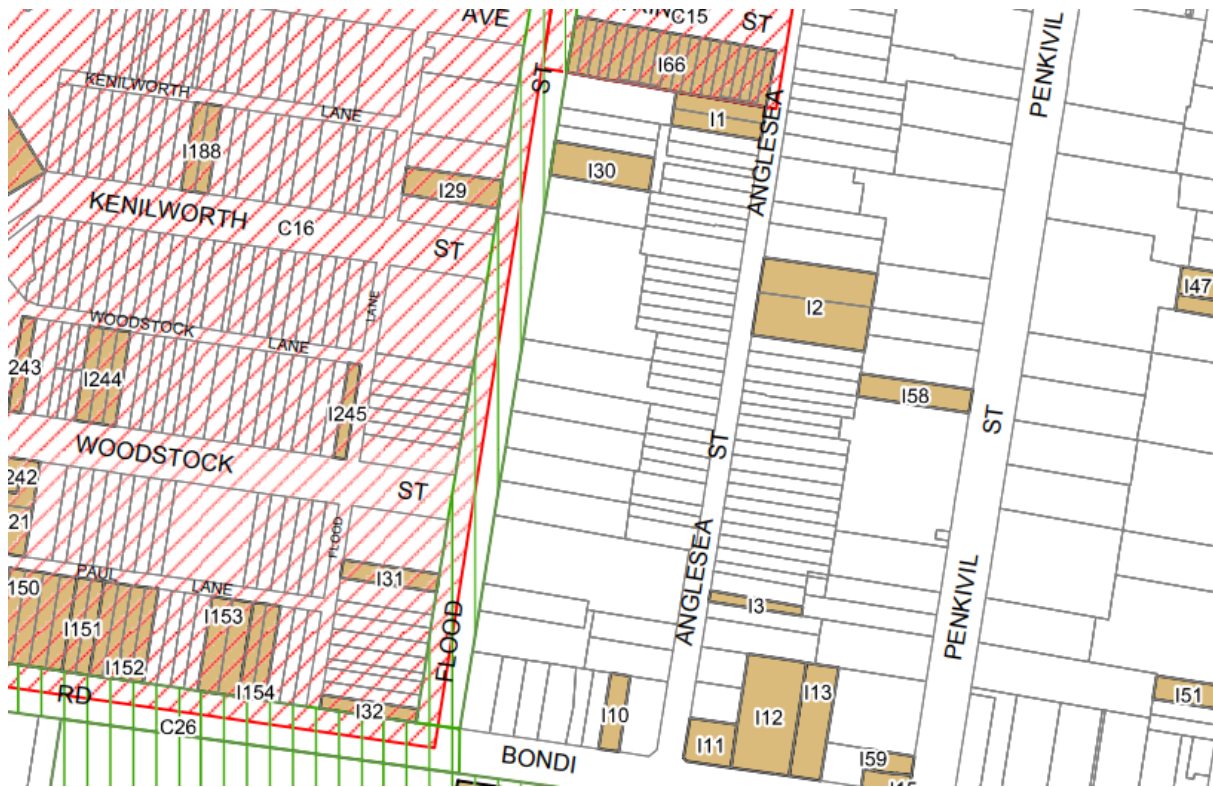 AVE
C15
ST
I66
ST
KENILWORTH
LANE
I188
I1
ANGLESEA
PENKIVIL
I30
I29
KENILWORTH
C16
ST
I47
I2
LANE
WOODSTOCK
LANE
243
I244
I245
I58
ST
ST
WOODSTOCK
ST
242
21
FLOOD
ANGLESEA
PENKIVIL
I31
PAUL
LANE
150
I153
I3
FLOOD
I151
I152
I154
RD
I32
C26
I10
I11
I12
I13
I51
BONDI
I59